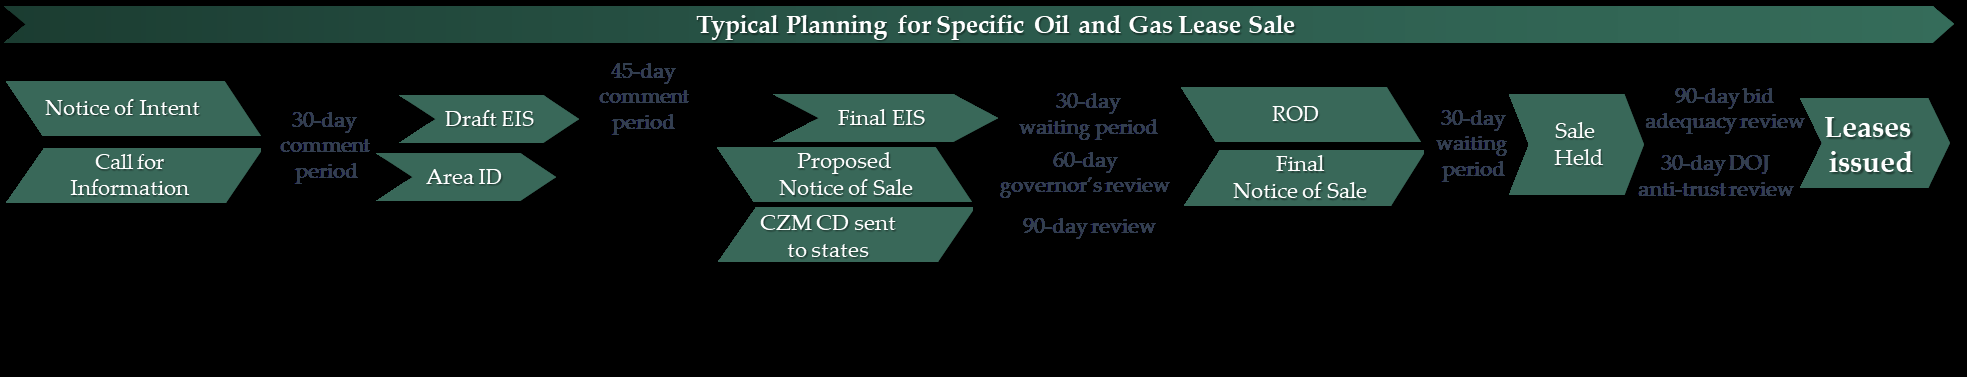 Typical Planning for Specific Oil and Gas Lease Sale
Notice of Intent
Call for
Information
30-day
comment
period
Draft EIS
Area ID
45-day
comment
period
Final EIS
Proposed
Notice of Sale
CZM CD sent
to states
30-day
waiting period
60-day
governor's review
90-day review
ROD
Final
Notice of Sale
30-day
waiting
period
Sale
Held
90-day bid
adequacy review
30-day DOJ
anti-trust review
Leases
issued